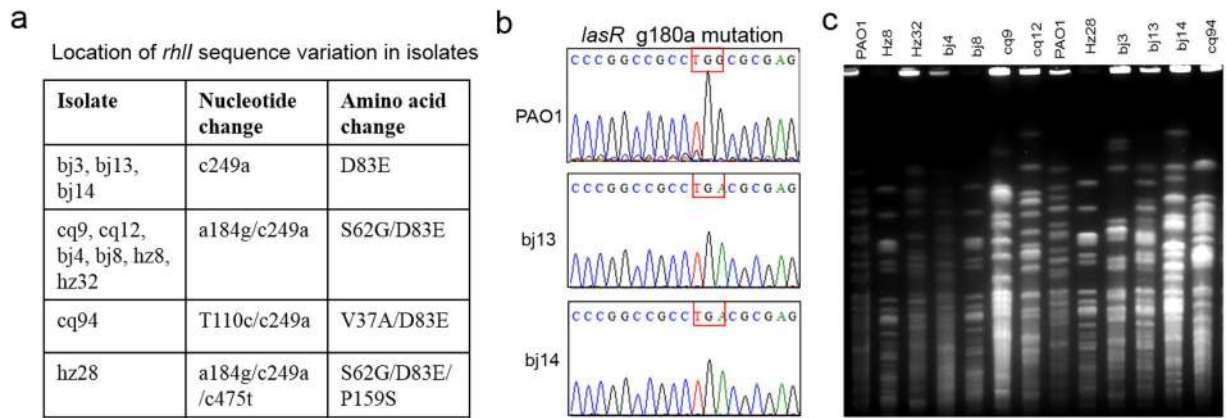 a
Location of rhlI sequence variation in isolates
Isolate
Nucleotide
change
Amino acid
change
bj3, bj13,
bj14
c249a
D83E
cq9, cq12,
bj4, bj8, hz8,
hz32
a184g/c249a
S62G/D83E
cq94
T110c/c249a
V37A/D83E
hz28
a184g/c249a
/c475t
S62G/D83E/
P159S
b
lasR g180a mutation
PAO1
CCCGGCCGCCTGGCGCGAG
bj13
CCCGGCCGCCTGACGCGAG
bj14
CCCGGCCGCCTGACGCGAG
c
PAO1
Hz8
Hz32
bj4
bj8
cq9
cq12
PAO1
Hz28
bj3
bj13
bj14
cq94